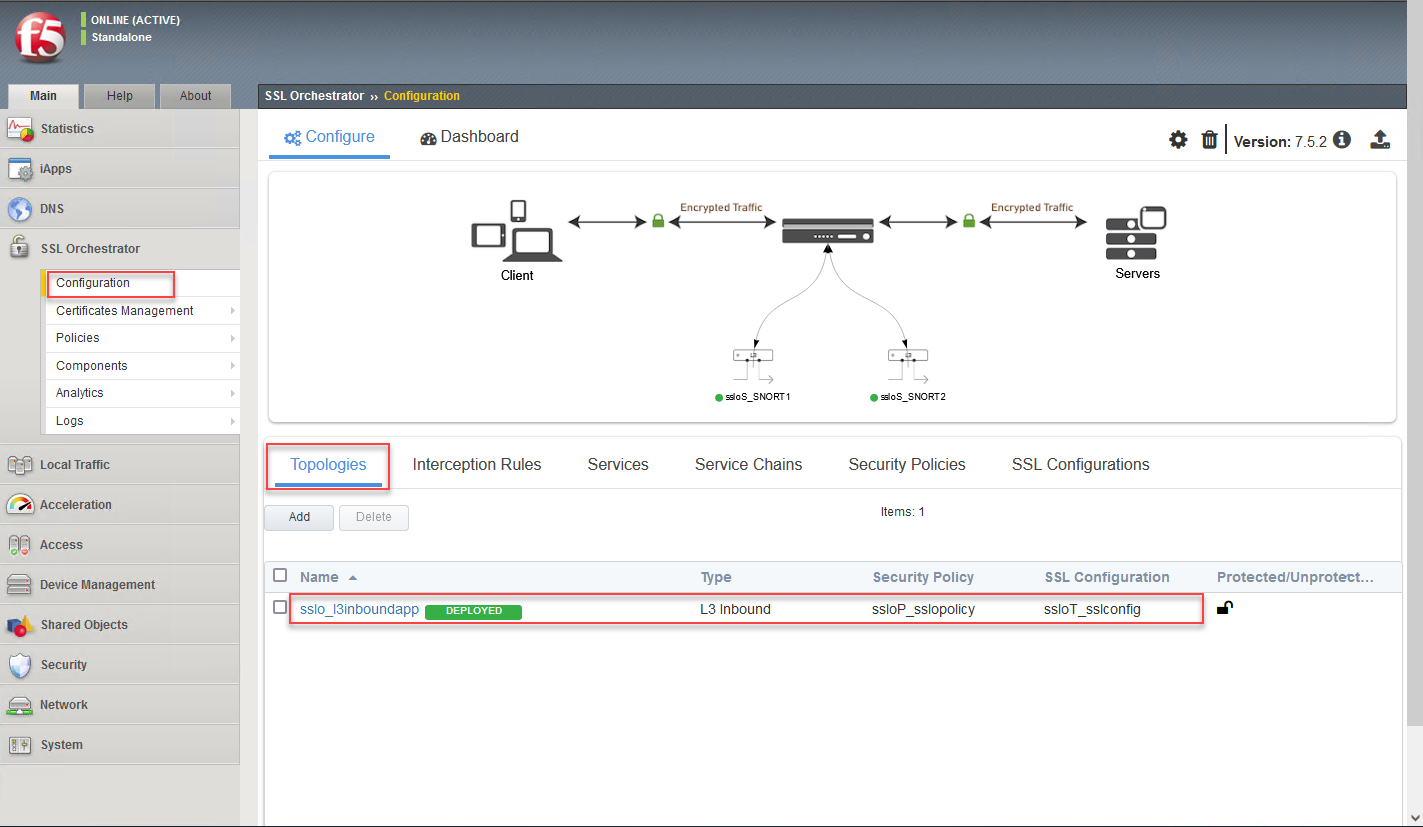 f5
ONLINE (ACTIVE)
Standalone
Main Help About
SSL Orchestrator ›› Configuration
Statistics
iApps
DNS
SSL Orchestrator
Configuration
Certificates Management
Policies
Components
Analytics
Logs
Local Traffic
Acceleration
Access
Device Management
Shared Objects
Security
Network
System
Configure Dashboard
Version: 7.5.2
Encrypted Traffic Encrypted Traffic
Client Servers
L3 L3
ssloS_SNORT1 ssloS_SNORT2
Topologies Interception Rules Services Service Chains Security Policies SSL Configurations
Add Delete Items: 1
Name Type Security Policy SSL Configuration Protected/Unprotect...
sslo_l3inboundapp DEPLOYED L3 Inbound ssloP_sslopolicy ssloT_sslconfig